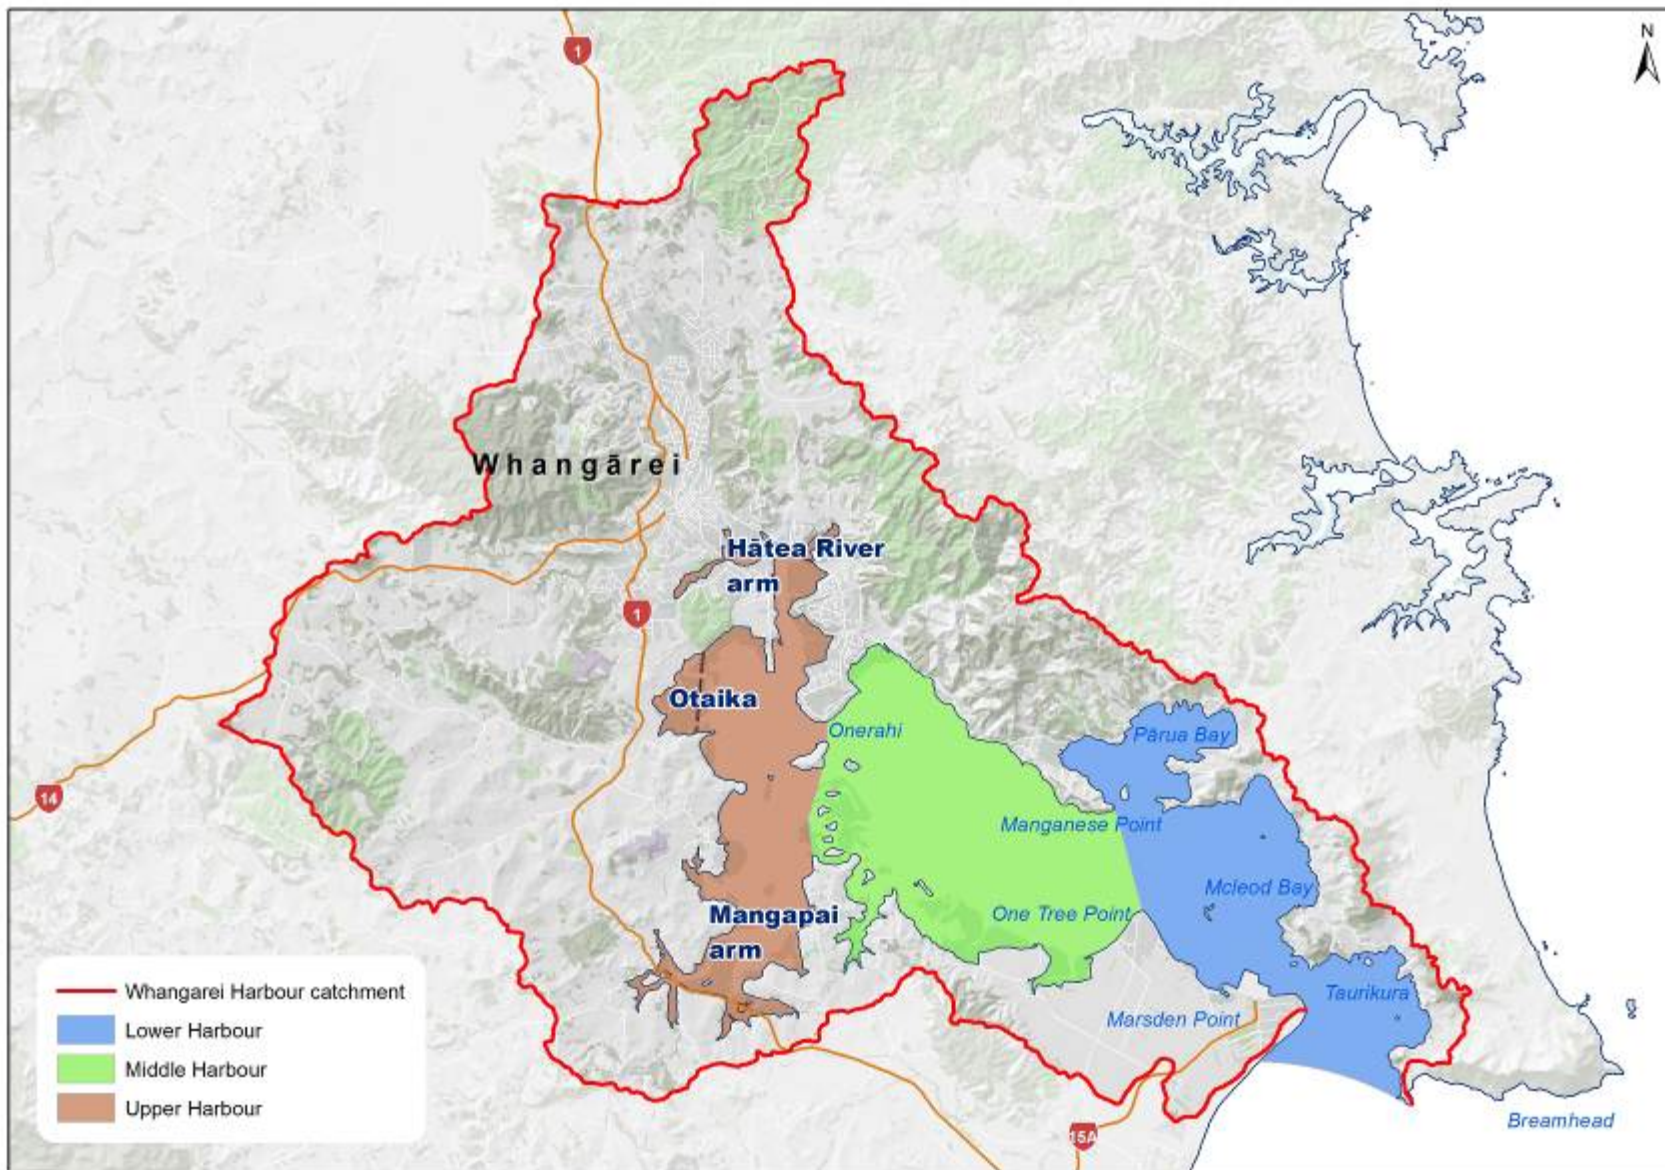 N
1
Whangārei
Hātea River
arm
1
Otaika
Onerahi
Pārua Bay
14
Manganese Point
Mcleod Bay
One Tree Point
Mangapai
arm
Taurikura
Marsden Point
15A
Breamhead
Whangarei Harbour catchment
Lower Harbour
Middle Harbour
Upper Harbour